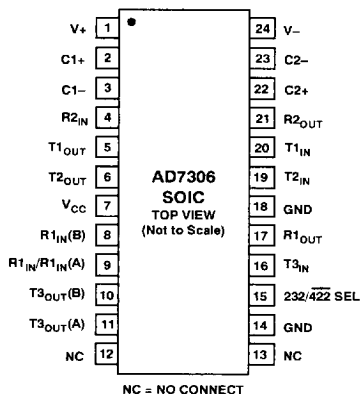 V+ 1 24 V–
C1+ 2 23 C2–
C1– 3 22 C2+
R2IN 4 21 R2OUT
T1OUT 5 20 T1IN
T2OUT 6 19 T2IN
VCC 7 18 GND
R1IN(B) 8 17 R1OUT
R1IN/R1IN(A) 9 16 T3IN
T3OUT(B) 10 15 232/4̅2̅2̅ SEL
T3OUT(A) 11 14 GND
NC 12 13 NC
AD7306
SOIC
TOP VIEW
(Not to Scale)
NC = NO CONNECT